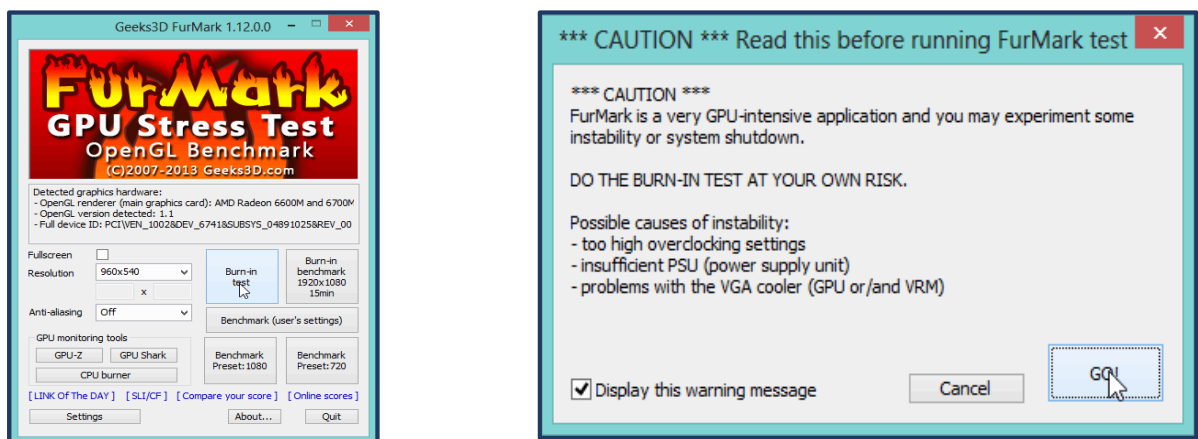 Geeks3D FurMark 1.12.0.0
FurMark
GPU Stress Test
OpenGL Benchmark
(C)2007-2013 Geeks3D.com
Detected graphics hardware:
- OpenGL renderer (main graphics card): AMD Radeon 6600M and 6700M
- OpenGL version detected: 1.1
- Full device ID: PCI\VEN_1002&DEV_6741&SUBSYS_04891025&REV_00
Fullscreen
Resolution
960x540
x
Anti-aliasing
Off
Burn-in
test
Burn-in
benchmark
1920x1080
15min
Benchmark (user's settings)
GPU monitoring tools
GPU-Z
GPU Shark
CPU burner
Benchmark
Preset:1080
Benchmark
Preset:720
[ LINK Of The DAY ] [ SLI/CF ] [ Compare your score ] [ Online scores ]
Settings
About...
Quit
*** CAUTION *** Read this before running FurMark test
*** CAUTION ***
FurMark is a very GPU-intensive application and you may experiment some
instability or system shutdown.
DO THE BURN-IN TEST AT YOUR OWN RISK.
Possible causes of instability:
- too high overclocking settings
- insufficient PSU (power supply unit)
- problems with the VGA cooler (GPU or/and VRM)
Display this warning message
Cancel
GO!